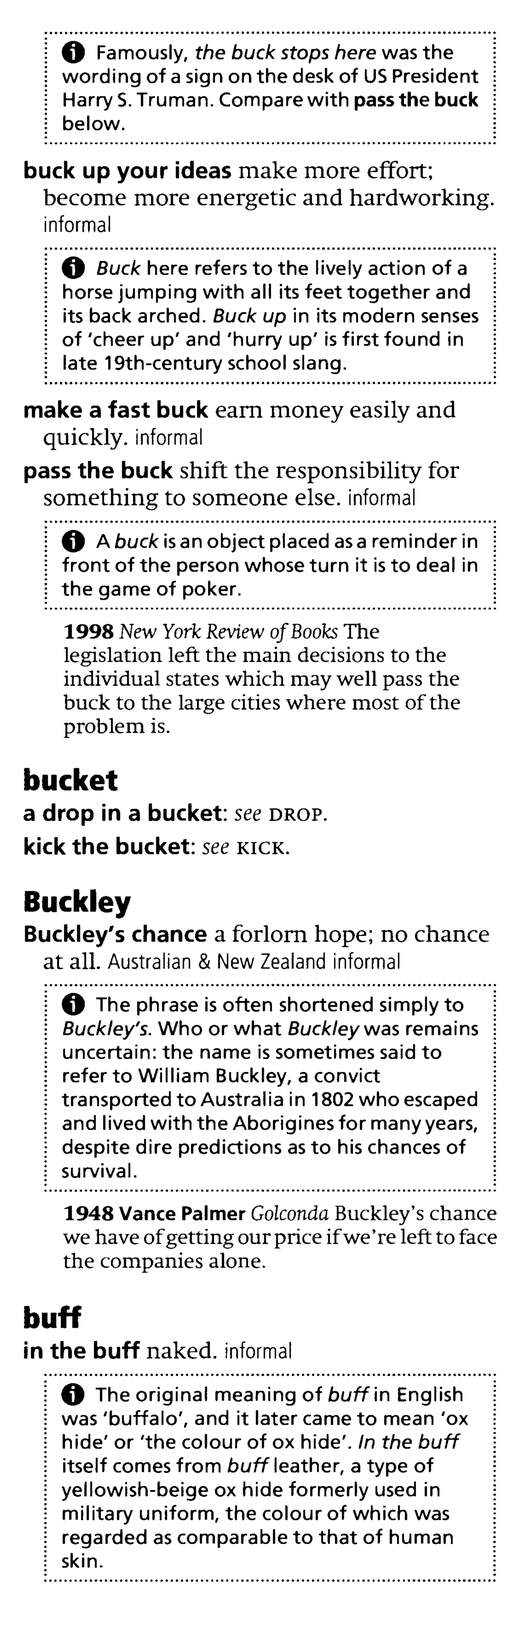 Famously, the buck stops here was the
wording of a sign on the desk of US President
Harry S. Truman. Compare with pass the buck
below.
buck up your ideas make more effort;
become more energetic and hardworking.
informal
Buck here refers to the lively action of a
horse jumping with all its feet together and
its back arched. Buck up in its modern senses
of ‘cheer up’ and ‘hurry up’ is first found in
late 19th-century school slang.
make a fast buck earn money easily and
quickly. informal
pass the buck shift the responsibility for
something to someone else. informal
A buck is an object placed as a reminder in
front of the person whose turn it is to deal in
the game of poker.
1998 New York Review of Books The
legislation left the main decisions to the
individual states which may well pass the
buck to the large cities where most of the
problem is.
bucket
a drop in a bucket: see DROP.
kick the bucket: see KICK.
Buckley
Buckley’s chance a forlorn hope; no chance
at all. Australian & New Zealand informal
The phrase is often shortened simply to
Buckley’s. Who or what Buckley was remains
uncertain: the name is sometimes said to
refer to William Buckley, a convict
transported to Australia in 1802 who escaped
and lived with the Aborigines for many years,
despite dire predictions as to his chances of
survival.
1948 Vance Palmer Golconda Buckley’s chance
we have of getting our price if we’re left to face
the companies alone.
buff
in the buff naked. informal
The original meaning of buff in English
was ‘buffalo’, and it later came to mean ‘ox
hide’ or ‘the colour of ox hide’. In the buff
itself comes from buff leather, a type of
yellowish-beige ox hide formerly used in
military uniform, the colour of which was
regarded as comparable to that of human
skin.